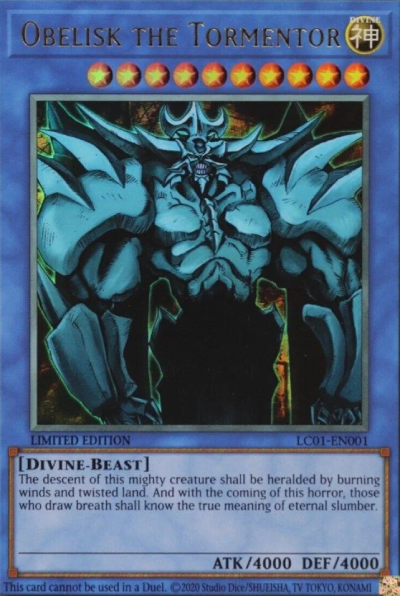 OBELISK THE TORMENTOR
DIVINE
神
LIMITED EDITION
LC01-EN001
[DIVINE-BEAST]
The descent of this mighty creature shall be heralded by burning
winds and twisted land. And with the coming of this horror, those
who draw breath shall know the true meaning of eternal slumber.
ATK/4000 DEF/4000
This card cannot be used in a Duel. ©2020 Studio Dice/SHUEISHA, TV TOKYO, KONAMI